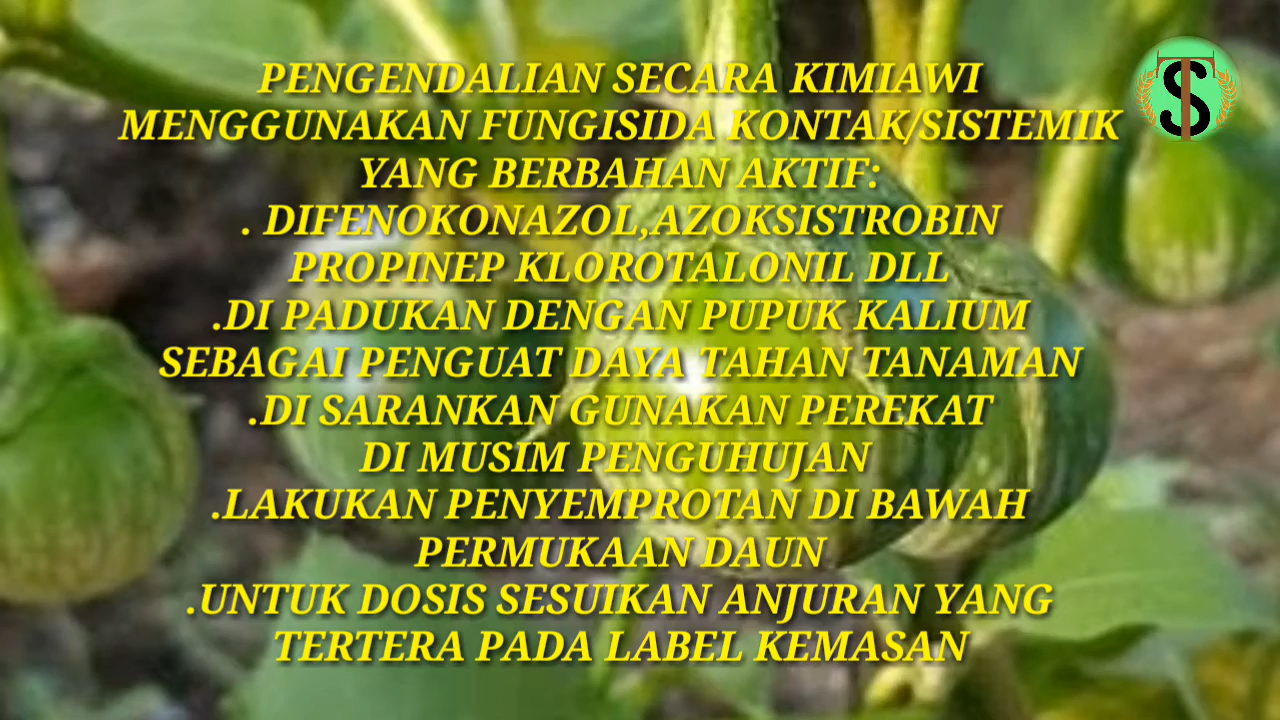 PENGENDALIAN SECARA KIMIAWI
MENGGUNAKAN FUNGISIDA KONTAK/SISTEMIK
YANG BERBAHAN AKTIF:
. DIFENOKONAZOL,AZOKSISTROBIN
PROPINEP KLOROTALONIL DLL
.DI PADUKAN DENGAN PUPUK KALIUM
SEBAGAI PENGUAT DAYA TAHAN TANAMAN
.DI SARANKAN GUNAKAN PEREKAT
DI MUSIM PENGUHUJAN
.LAKUKAN PENYEMPROTAN DI BAWAH
PERMUKAAN DAUN
.UNTUK DOSIS SESUIKAN ANJURAN YANG
TERTERA PADA LABEL KEMASAN
TS